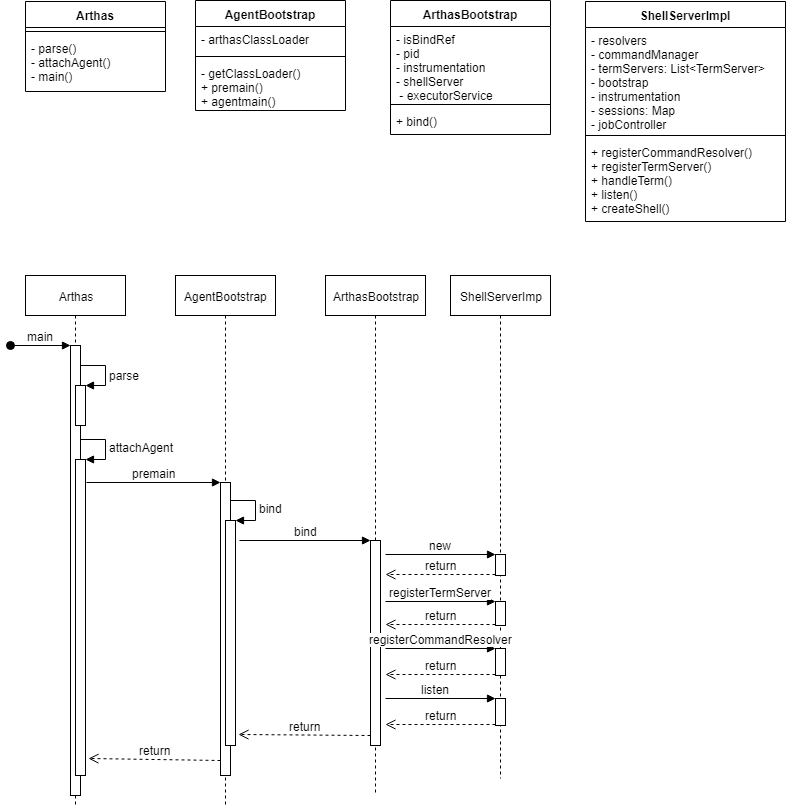 Arthas
- parse()
- attachAgent()
- main()
AgentBootstrap
- arthasClassLoader
- getClassLoader()
+ premain()
+ agentmain()
ArthasBootstrap
- isBindRef
- pid
- instrumentation
- shellServer
- executorService
+ bind()
ShellServerImpl
- resolvers
- commandManager
- termServers: List<TermServer>
- bootstrap
- instrumentation
- sessions: Map
- jobController
+ registerCommandResolver()
+ registerTermServer()
+ handleTerm()
+ listen()
+ createShell()
Arthas
AgentBootstrap
ArthasBootstrap
ShellServerImp
main
parse
attachAgent
premain
bind
bind
new
return
registerTermServer
return
registerCommandResolver
return
listen
return
return
return